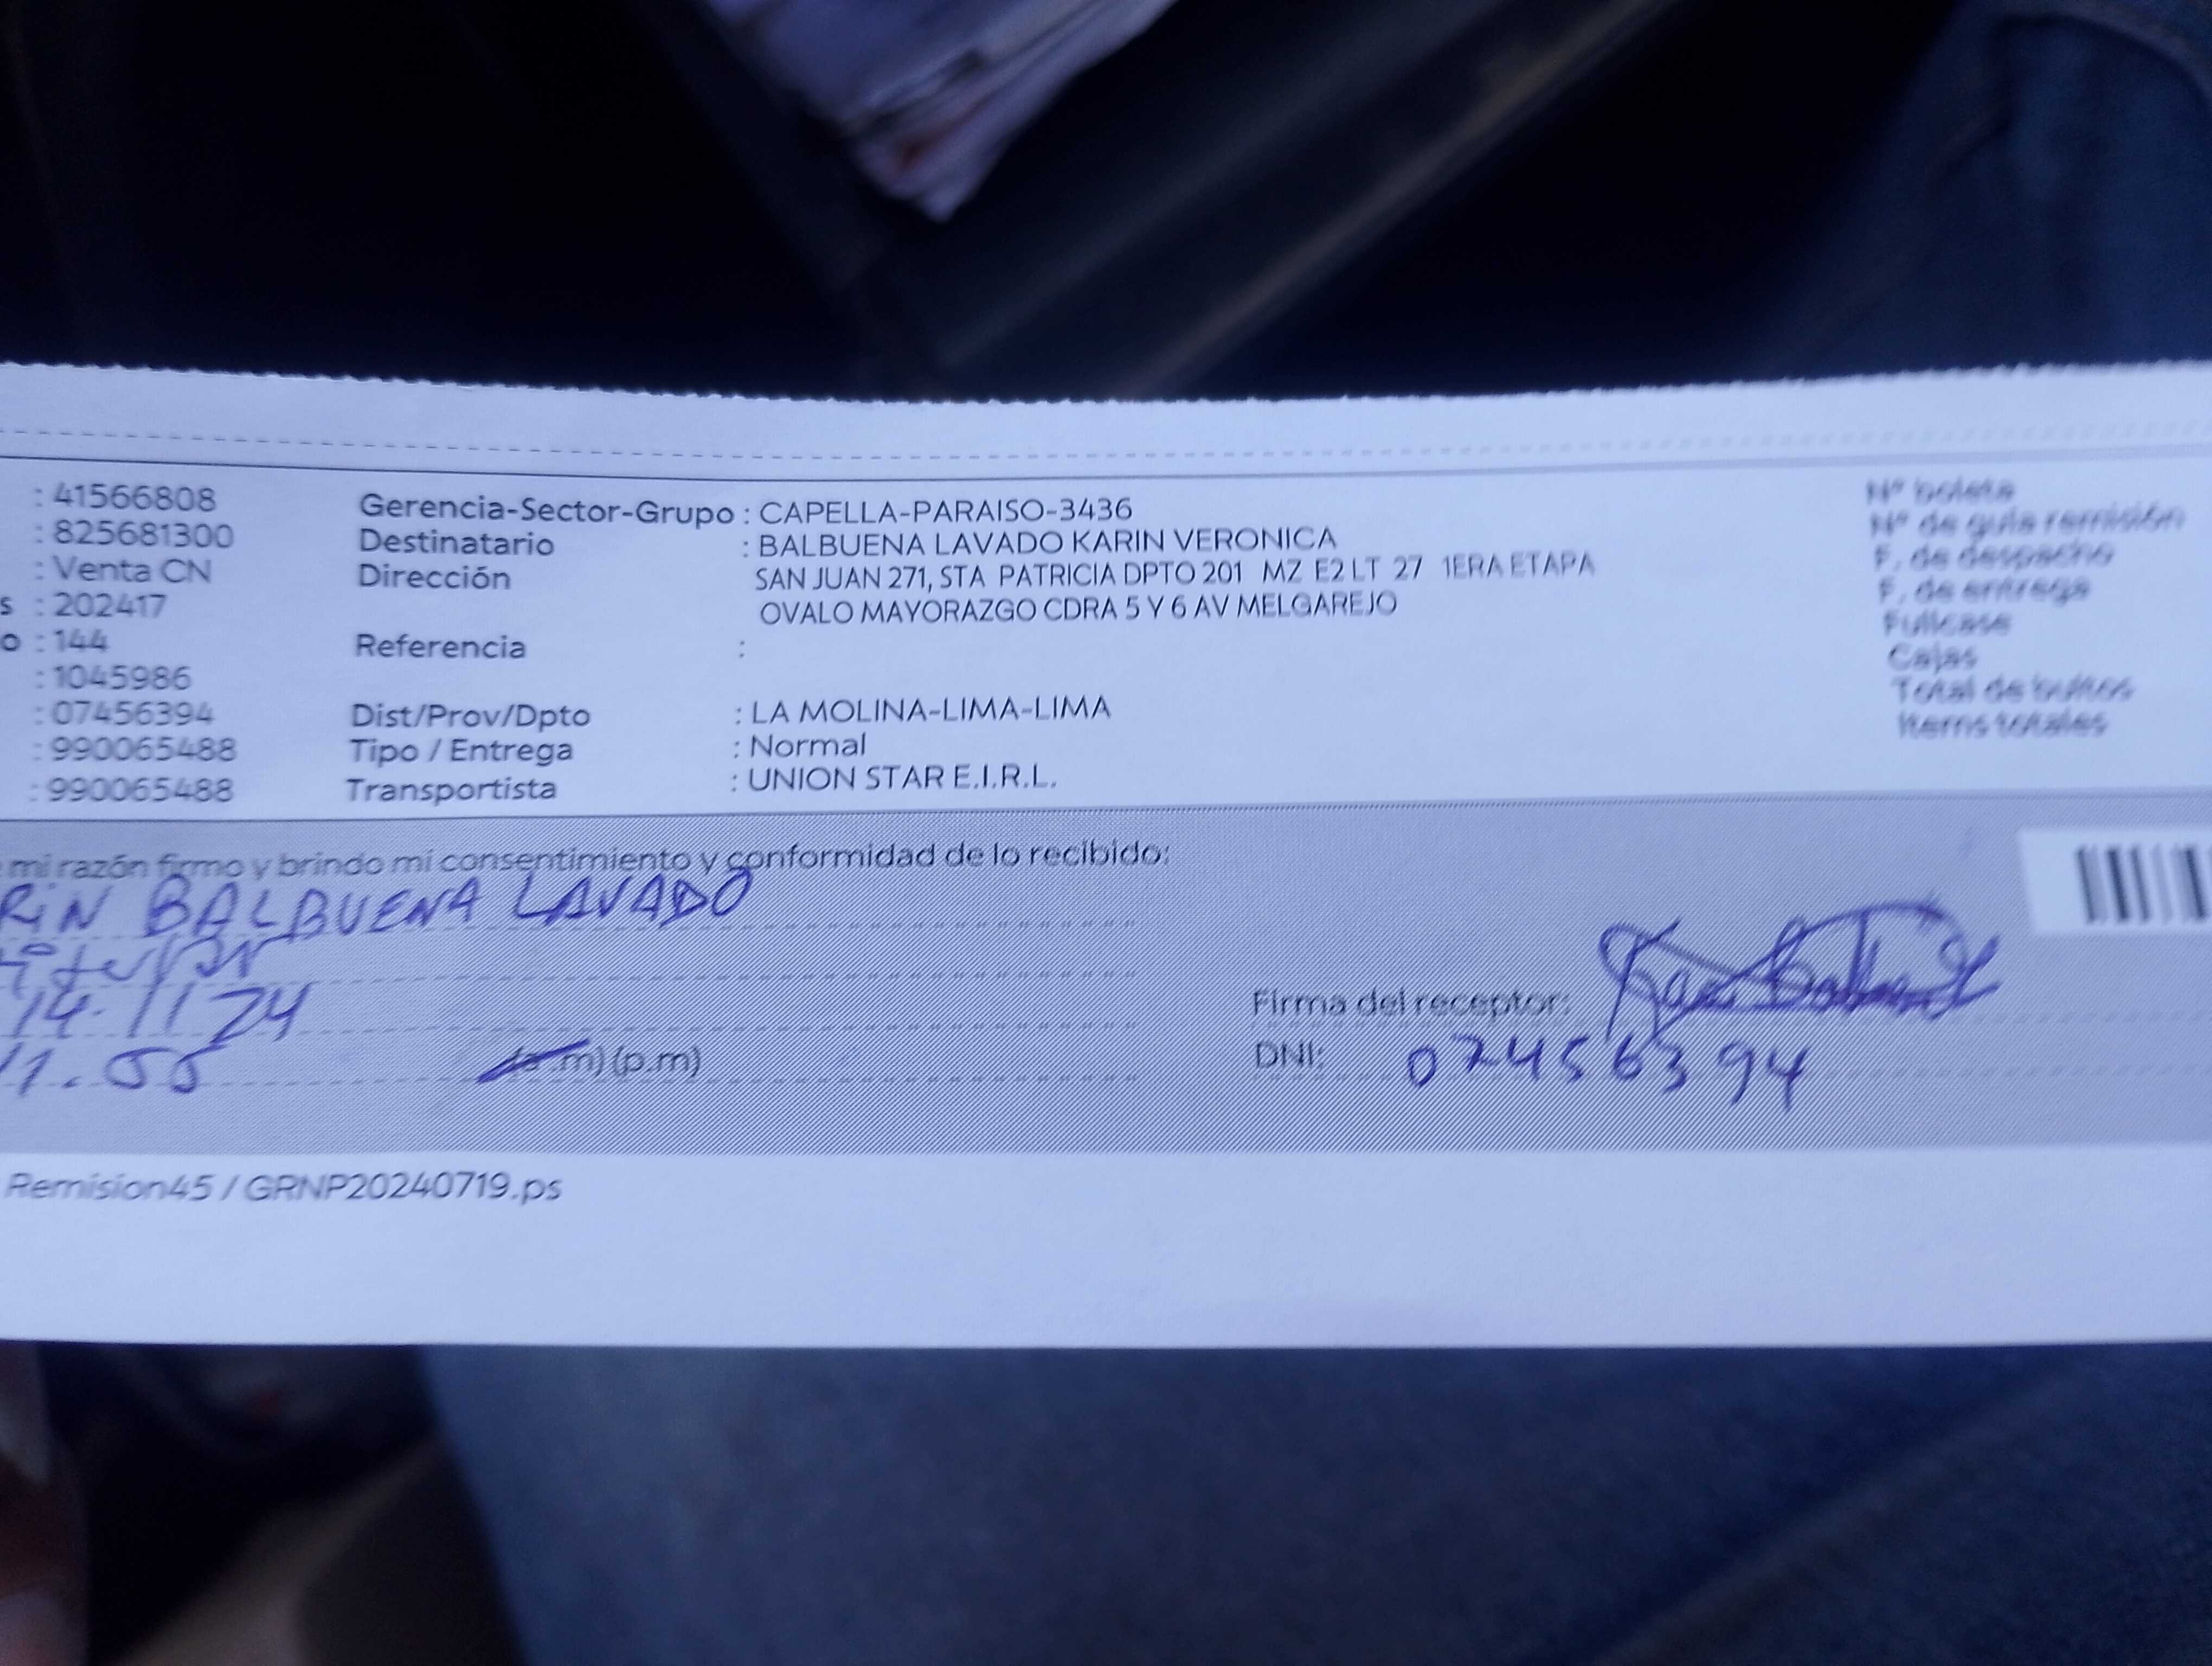 : 41566808
: 825681300
: Venta CN
s : 202417
o : 144
: 1045986
: 07456394
: 990065488
: 990065488
Gerencia-Sector-Grupo : CAPELLA-PARAISO-3436
Destinatario : BALBUENA LAVADO KARIN VERONICA
Dirección SAN JUAN 271, STA PATRICIA DPTO 201 MZ E2 LT 27 1ERA ETAPA
OVALO MAYORAZGO CDRA 5 Y 6 AV MELGAREJO
Referencia :
Dist/Prov/Dpto : LA MOLINA-LIMA-LIMA
Tipo / Entrega : Normal
Transportista : UNION STAR E.I.R.L.
Nº boleta
Nº de guía remisión
F. de despacho
F. de entrega
Fullcase
Cajas
Total de bultos
Items totales
mi razón firmo y brindo mi consentimiento y conformidad de lo recibido:
RIN BALBUENA LAVADO
14-11 24
11.55 (a.m) (p.m)
Firma del receptor:
DNI: 07456394
Remision45 / GRNP20240719.ps